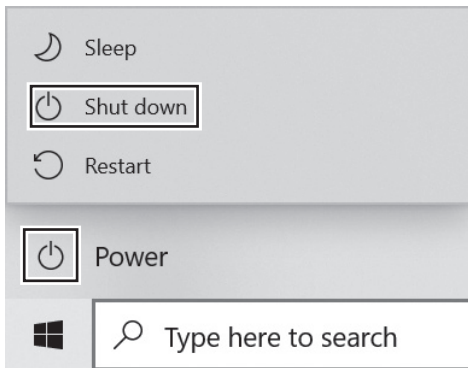 Sleep
Shut down
Restart
Power
Type here to search